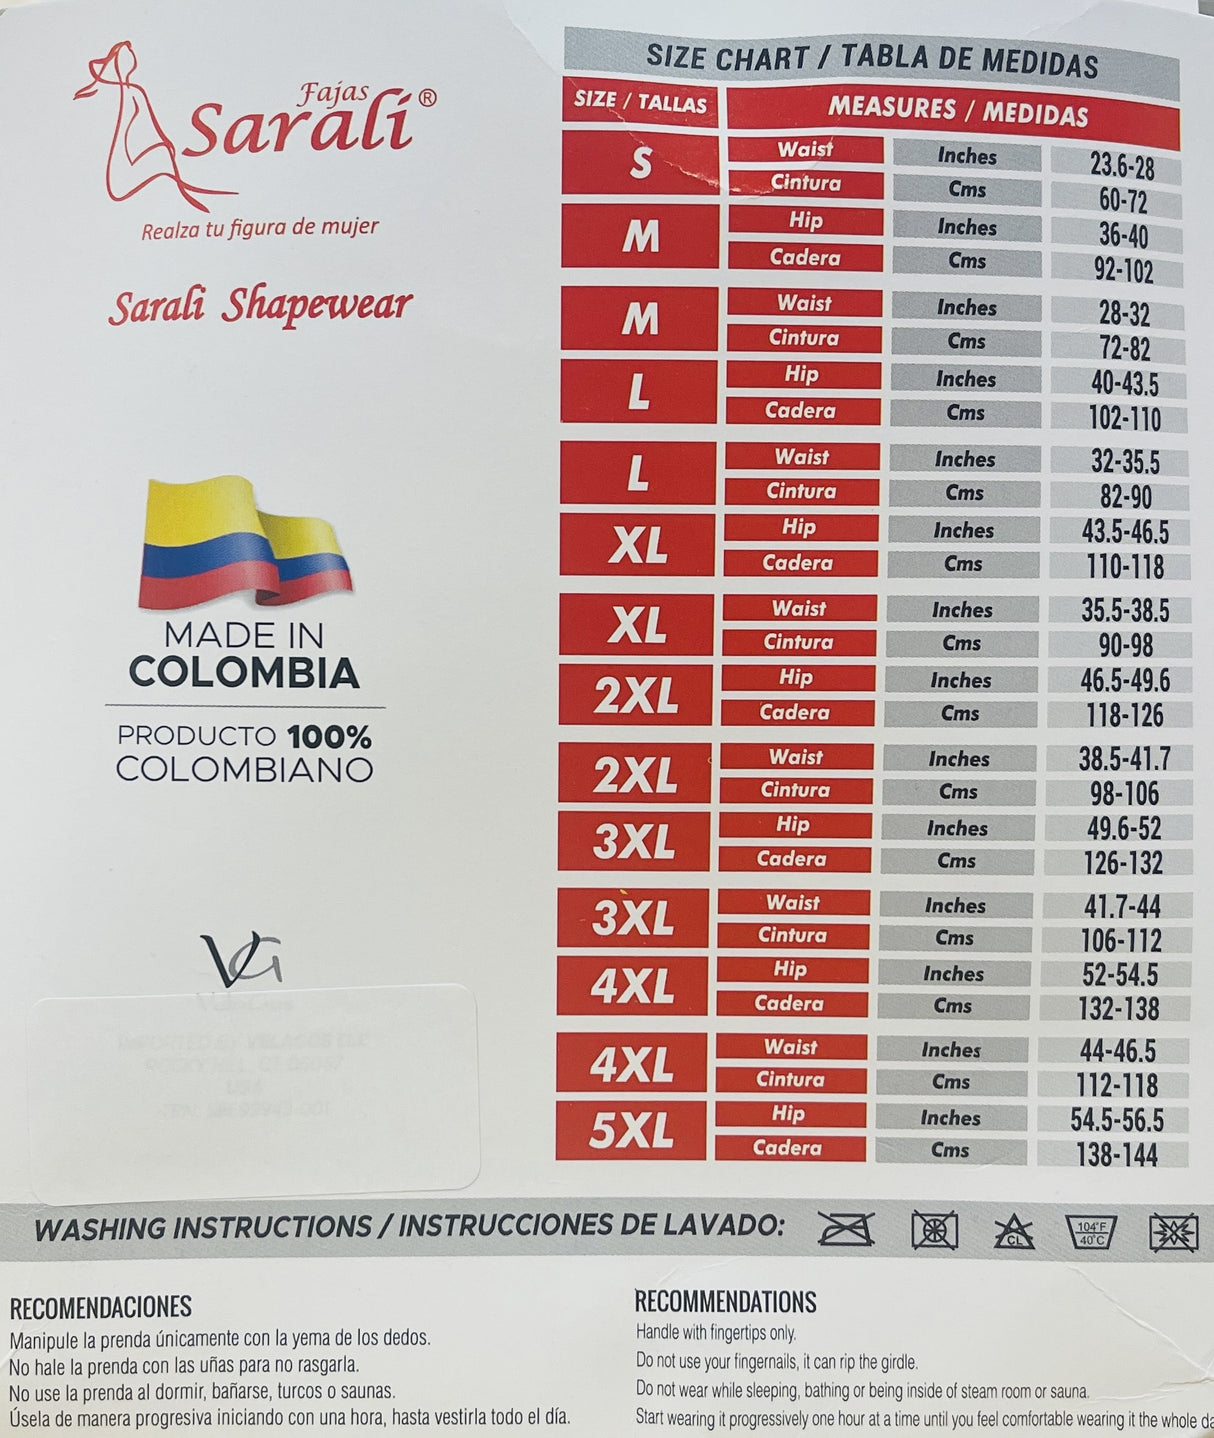 Fajas
Saralí®
Realza tu figura de mujer
Sarali Shapewear
MADE IN
COLOMBIA
PRODUCTO 100%
COLOMBIANO
VG
SIZE CHART / TABLA DE MEDIDAS
SIZE / TALLAS MEASURES / MEDIDAS
S Waist Inches 23.6-28
Cintura Cms 60-72
M Hip Inches 36-40
Cadera Cms 92-102
M Waist Inches 28-32
Cintura Cms 72-82
L Hip Inches 40-43.5
Cadera Cms 102-110
L Waist Inches 32-35.5
Cintura Cms 82-90
XL Hip Inches 43.5-46.5
Cadera Cms 110-118
XL Waist Inches 35.5-38.5
Cintura Cms 90-98
2XL Hip Inches 46.5-49.6
Cadera Cms 118-126
2XL Waist Inches 38.5-41.7
Cintura Cms 98-106
3XL Hip Inches 49.6-52
Cadera Cms 126-132
3XL Waist Inches 41.7-44
Cintura Cms 106-112
4XL Hip Inches 52-54.5
Cadera Cms 132-138
4XL Waist Inches 44-46.5
Cintura Cms 112-118
5XL Hip Inches 54.5-56.5
Cadera Cms 138-144
WASHING INSTRUCTIONS / INSTRUCCIONES DE LAVADO:
CL
104°F
40°C
RECOMENDACIONES
Manipule la prenda únicamente con la yema de los dedos.
No hale la prenda con las uñas para no rasgarla.
No use la prenda al dormir, bañarse, turcos o saunas.
Úsela de manera progresiva iniciando con una hora, hasta vestirla todo el día.
RECOMMENDATIONS
Handle with fingertips only.
Do not use your fingernails, it can rip the girdle.
Do not wear while sleeping, bathing or being inside of steam room or sauna.
Start wearing it progressively one hour at a time until you feel comfortable wearing it the whole da